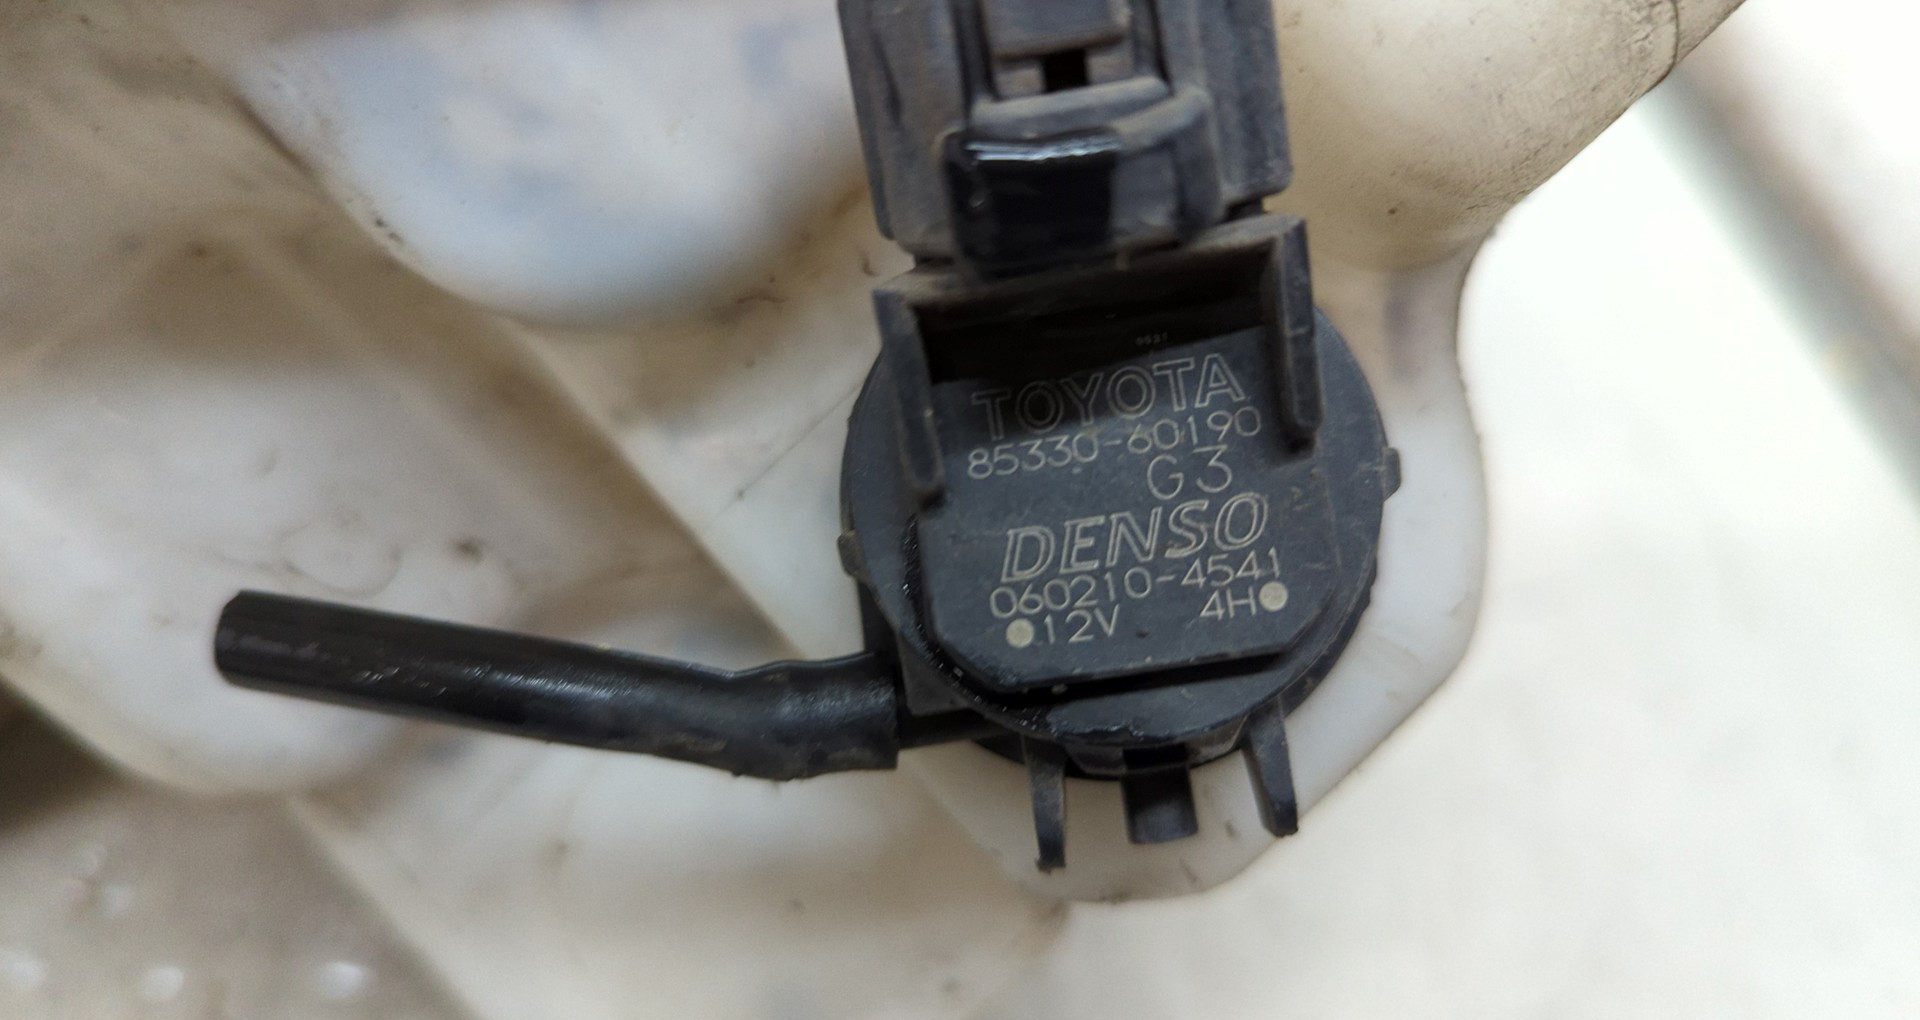 TOYOTA
85330-60190
G3
DENSO
060210-4541
12V 4H